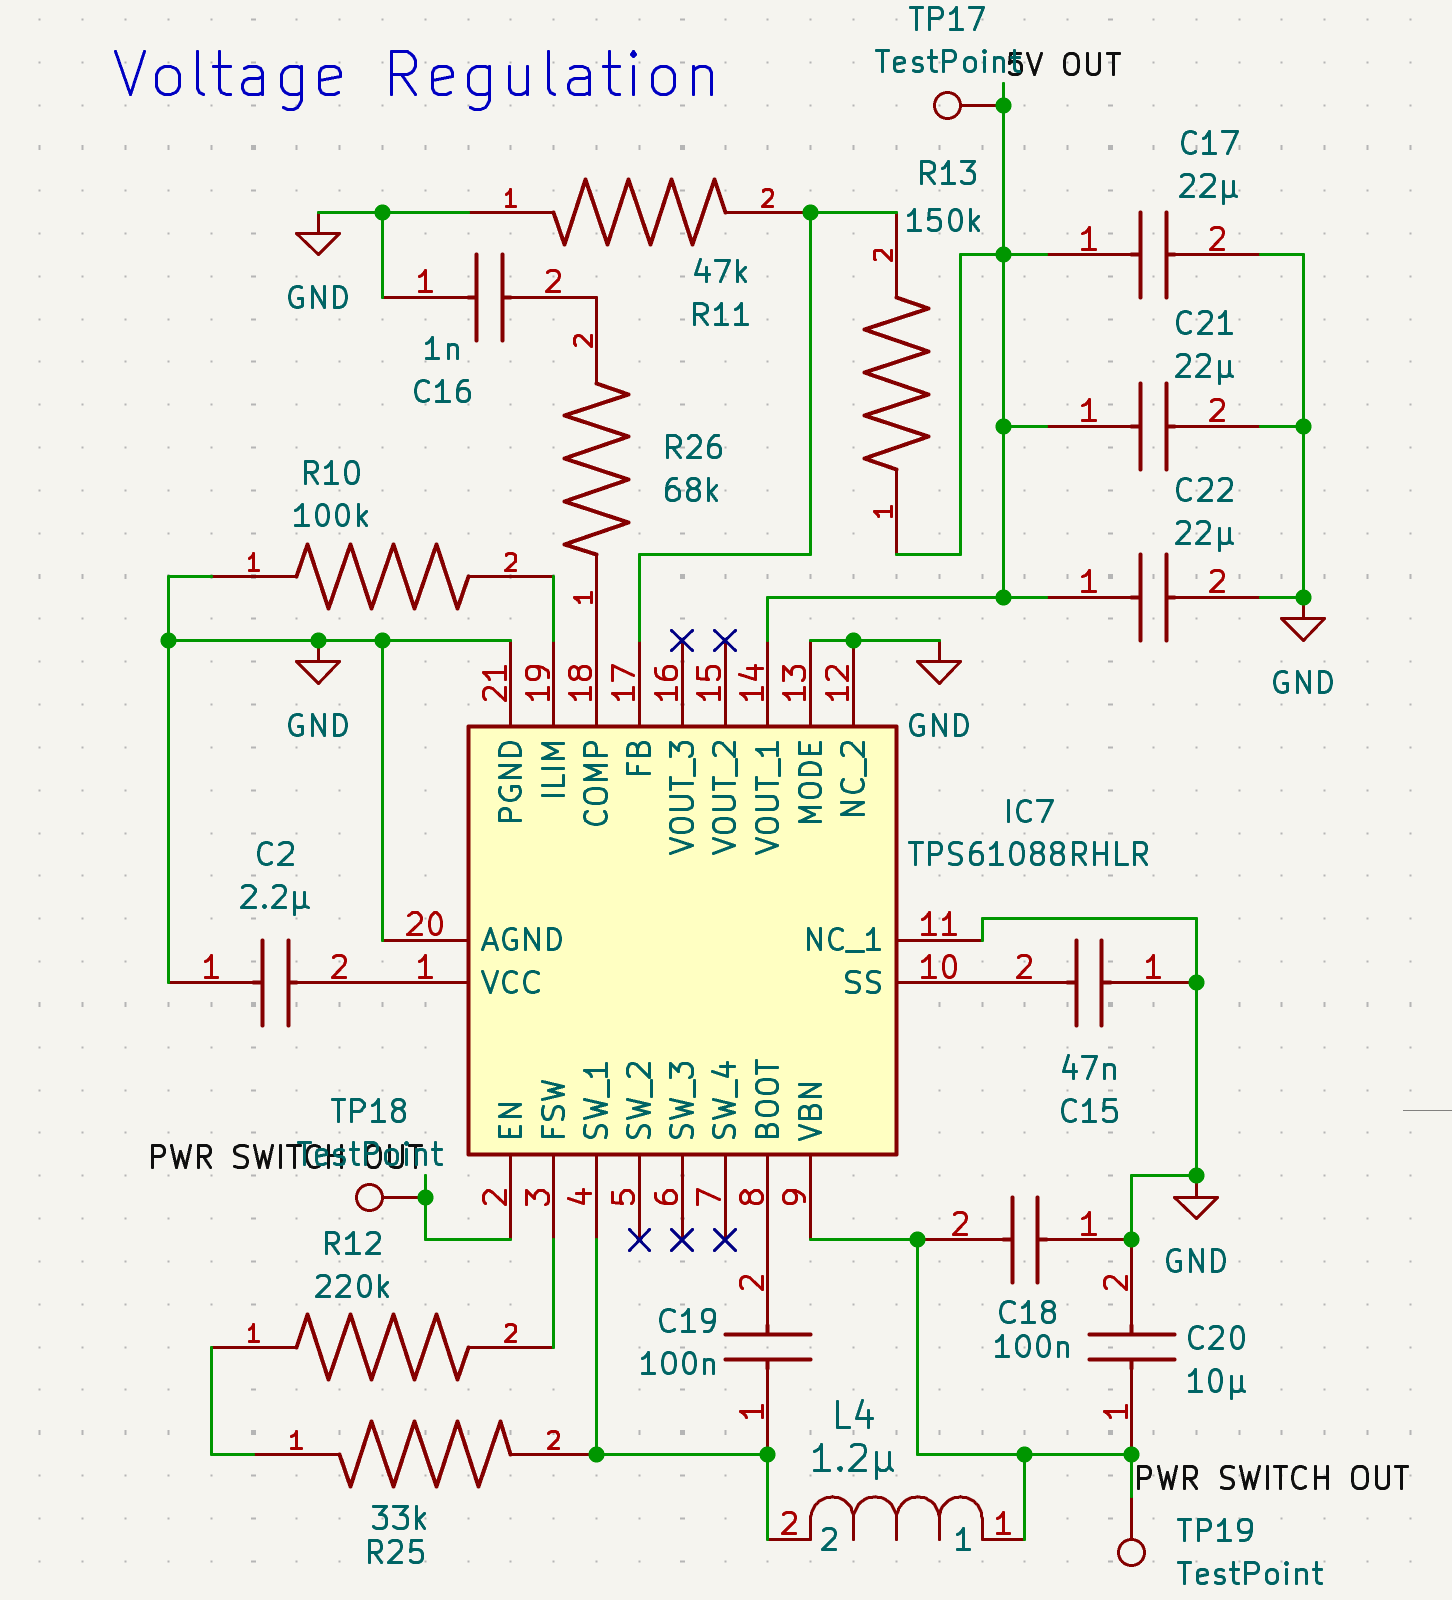 TP17
TestPoint
5V OUT
Voltage Regulation
C17
22µ
R13
150k
1
2
2
1
2
GND
1
2
47k
R11
1n
C16
2
C21
22µ
1
2
R26
68k
R10
100k
C22
22µ
1
1
2
1
1
2
GND
GND
GND
21
19
18
17
16
15
14
13
12
PGND
ILIM
COMP
FB
VOUT_3
VOUT_2
VOUT_1
MODE
NC_2
IC7
TPS61088RHLR
C2
2.2µ
20
AGND
NC_1
11
1
2
1
VCC
SS
10
2
1
47n
C15
EN
FSW
SW_1
SW_2
SW_3
SW_4
BOOT
VBN
TP18
TestPoint
PWR SWITCH OUT
2
3
4
5
6
7
8
9
R12
220k
2
1
GND
1
2
2
2
C19
100n
C18
100n
C20
10µ
1
1
1
2
L4
1.2µ
33k
R25
PWR SWITCH OUT
2
2
1
1
TP19
TestPoint